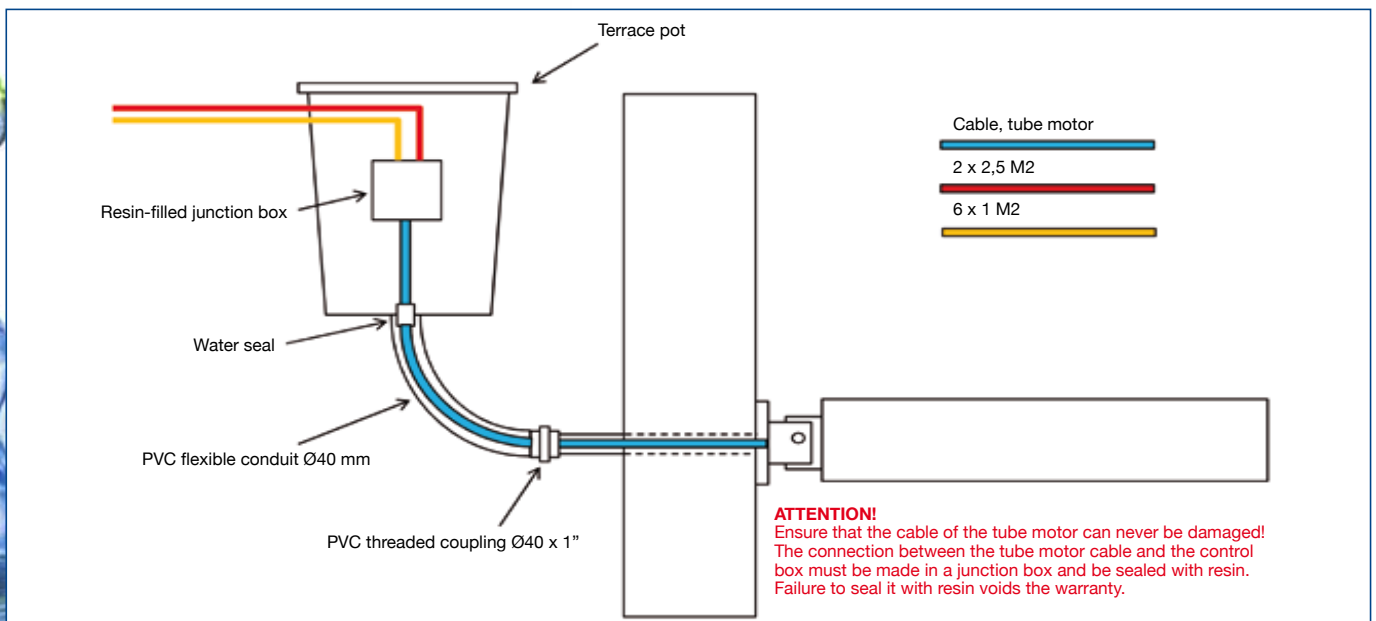 Terrace pot
Cable, tube motor
2 x 2,5 M2
6 x 1 M2
Resin-filled junction box
Water seal
PVC flexible conduit Ø40 mm
PVC threaded coupling Ø40 x 1”
ATTENTION!
Ensure that the cable of the tube motor can never be damaged!
The connection between the tube motor cable and the control
box must be made in a junction box and be sealed with resin.
Failure to seal it with resin voids the warranty.